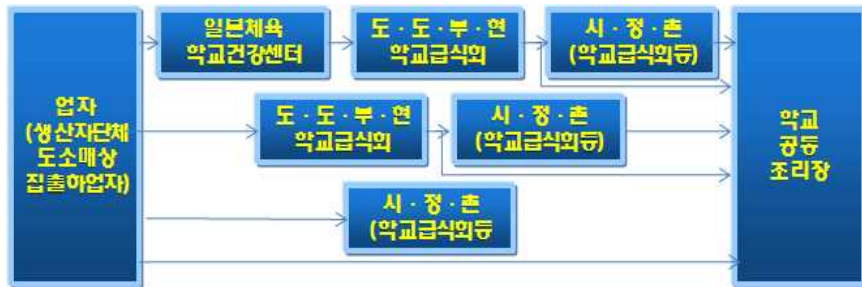 업자
(생산자단체
도소매상
집출하업자)
일본체육
학교건강센터
도·도·부·현
학교급식회
시·정·촌
(학교급식회등)
도·도·부·현
학교급식회
시·정·촌
(학교급식회등)
시·정·촌
(학교급식회등
학교
공동
조리장